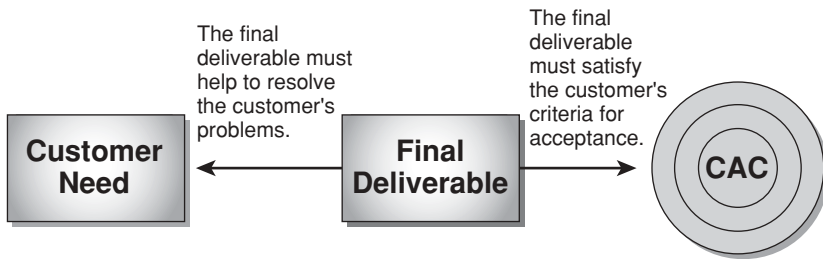 The final
deliverable must
help to resolve
the customer's
problems.
The final
deliverable
must satisfy
the customer's
criteria for
acceptance.
Customer
Need
Final
Deliverable
CAC